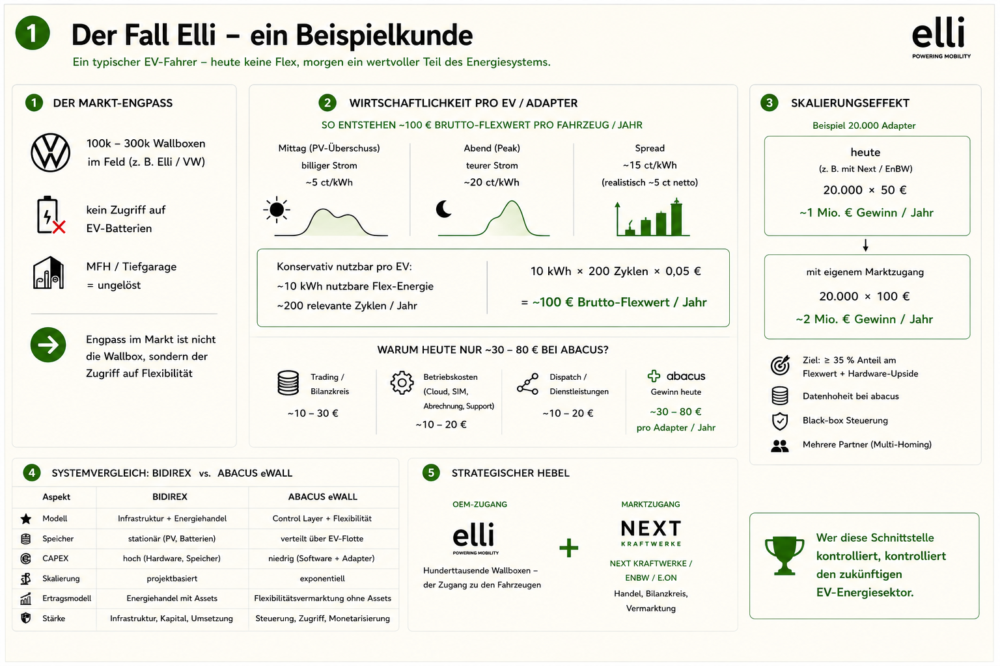 1 Der Fall Elli – ein Beispielkunde
Ein typischer EV-Fahrer – heute keine Flex, morgen ein wertvoller Teil des Energiesystems.
elli
POWERING MOBILITY
1 DER MARKT-ENGPASS
100k – 300k Wallboxen
im Feld (z. B. Elli / VW)
kein Zugriff auf
EV-Batterien
MFH / Tiefgarage
= ungelöst
Engpass im Markt ist nicht
die Wallbox, sondern der
Zugriff auf Flexibilität
2 WIRTSCHAFTLICHKEIT PRO EV / ADAPTER
SO ENTSTEHEN ~100 € BRUTTO-FLEXWERT PRO FAHRZEUG / JAHR
Mittag (PV-Überschuss)
billiger Strom
~5 ct/kWh
Abend (Peak)
teurer Strom
~20 ct/kWh
Spread
~15 ct/kWh
(realistisch ~5 ct netto)
Konservativ nutzbar pro EV:
~10 kWh nutzbare Flex-Energie
~200 relevante Zyklen / Jahr
10 kWh × 200 Zyklen × 0,05 €
= ~100 € Brutto-Flexwert / Jahr
WARUM HEUTE NUR ~30 – 80 € BEI ABACUS?
Trading /
Bilanzkreis
~10 – 30 €
Betriebskosten
(Cloud, SIM,
Abrechnung, Support)
~10 – 20 €
Dispatch /
Dienstleistungen
~10 – 20 €
abacus
Gewinn heute
~30 – 80 €
pro Adapter / Jahr
3 SKALIERUNGSEFFEKT
Beispiel 20.000 Adapter
heute
(z. B. mit Next / EnBW)
20.000 × 50 €
~1 Mio. € Gewinn / Jahr
mit eigenem Marktzugang
20.000 × 100 €
~2 Mio. € Gewinn / Jahr
Ziel: ≥ 35 % Anteil am
Flexwert + Hardware-Upside
Datenhoheit bei abacus
Black-box Steuerung
Mehrere Partner (Multi-Homing)
4 SYSTEMVERGLEICH: BIDIREX vs. ABACUS eWALL
Aspekt BIDIREX ABACUS eWALL
Modell Infrastruktur + Energiehandel Control Layer + Flexibilität
Speicher stationär (PV, Batterien) verteilt über EV-Flotte
CAPEX hoch (Hardware, Speicher) niedrig (Software + Adapter)
Skalierung projektbasiert exponentiell
Ertragsmodell Energiehandel mit Assets Flexibilitätsvermarktung ohne Assets
Stärke Infrastruktur, Kapital, Umsetzung Steuerung, Zugriff, Monetarisierung
5 STRATEGISCHER HEBEL
OEM-ZUGANG
elli
POWERING MOBILITY
Hunderttausende Wallboxen –
der Zugang zu den Fahrzeugen
+
MARKTZUGANG
NEXT
KRAFTWERKE
NEXT KRAFTWERKE /
ENBW / E.ON
Handel, Bilanzkreis,
Vermarktung
Wer diese Schnittstelle
kontrolliert, kontrolliert
den zukünftigen
EV-Energiesektor.